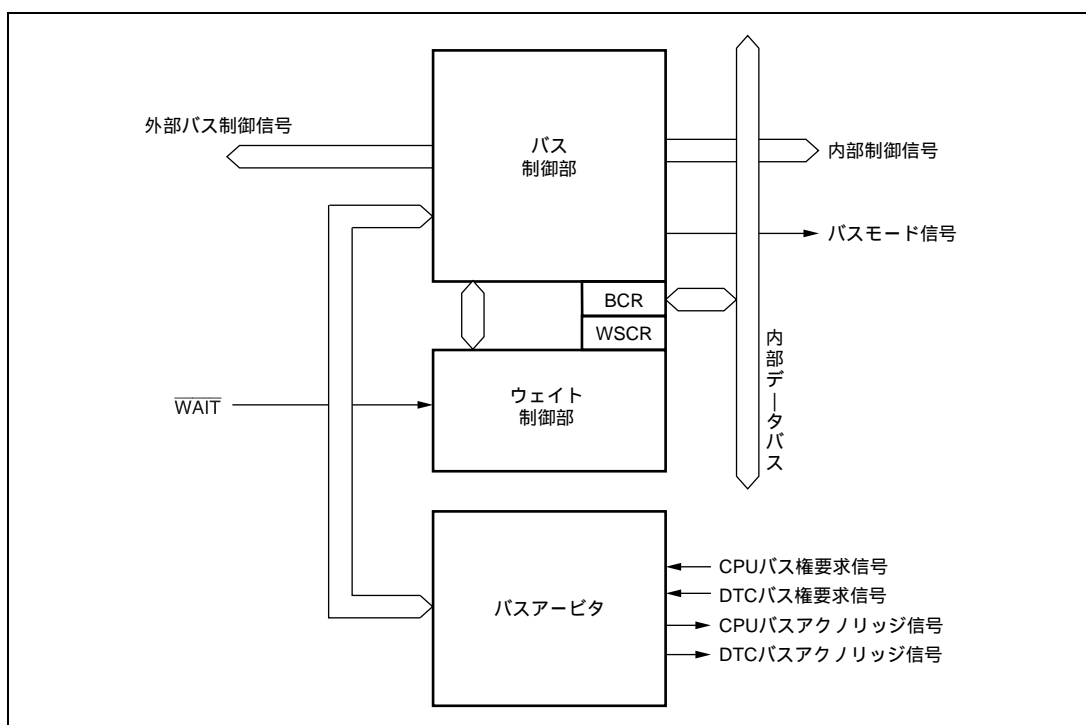 外部バス制御信号
バス
制御部
内部制御信号
バスモード信号
BCR
WSCR
内部データバス
WAIT
ウェイト
制御部
バスアービタ
CPUバス権要求信号
DTCバス権要求信号
CPUバスアクノリッジ信号
DTCバスアクノリッジ信号